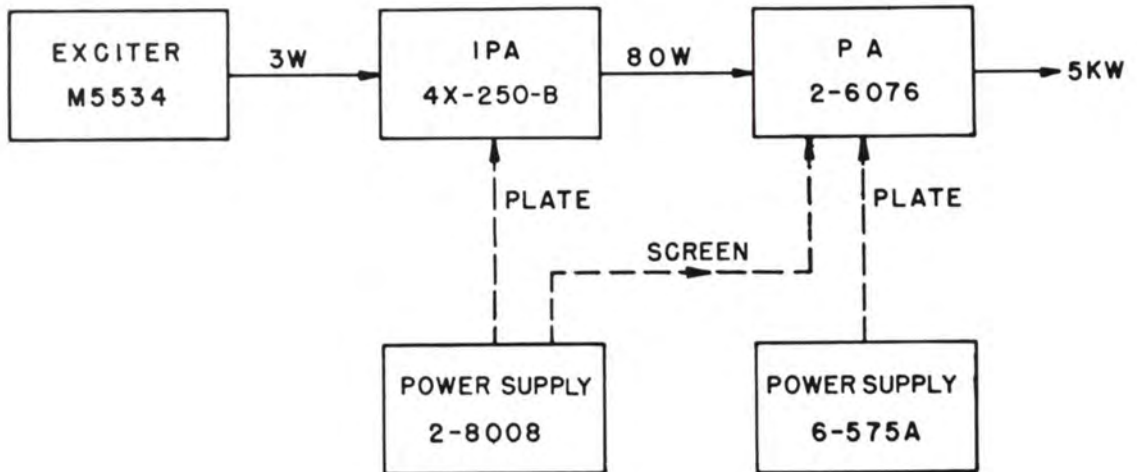 EXCITER
M5534
3W
IPA
4X-250-B
80W
PA
2-6076
5KW
PLATE
PLATE
SCREEN
POWER SUPPLY
2-8008
POWER SUPPLY
6-575A